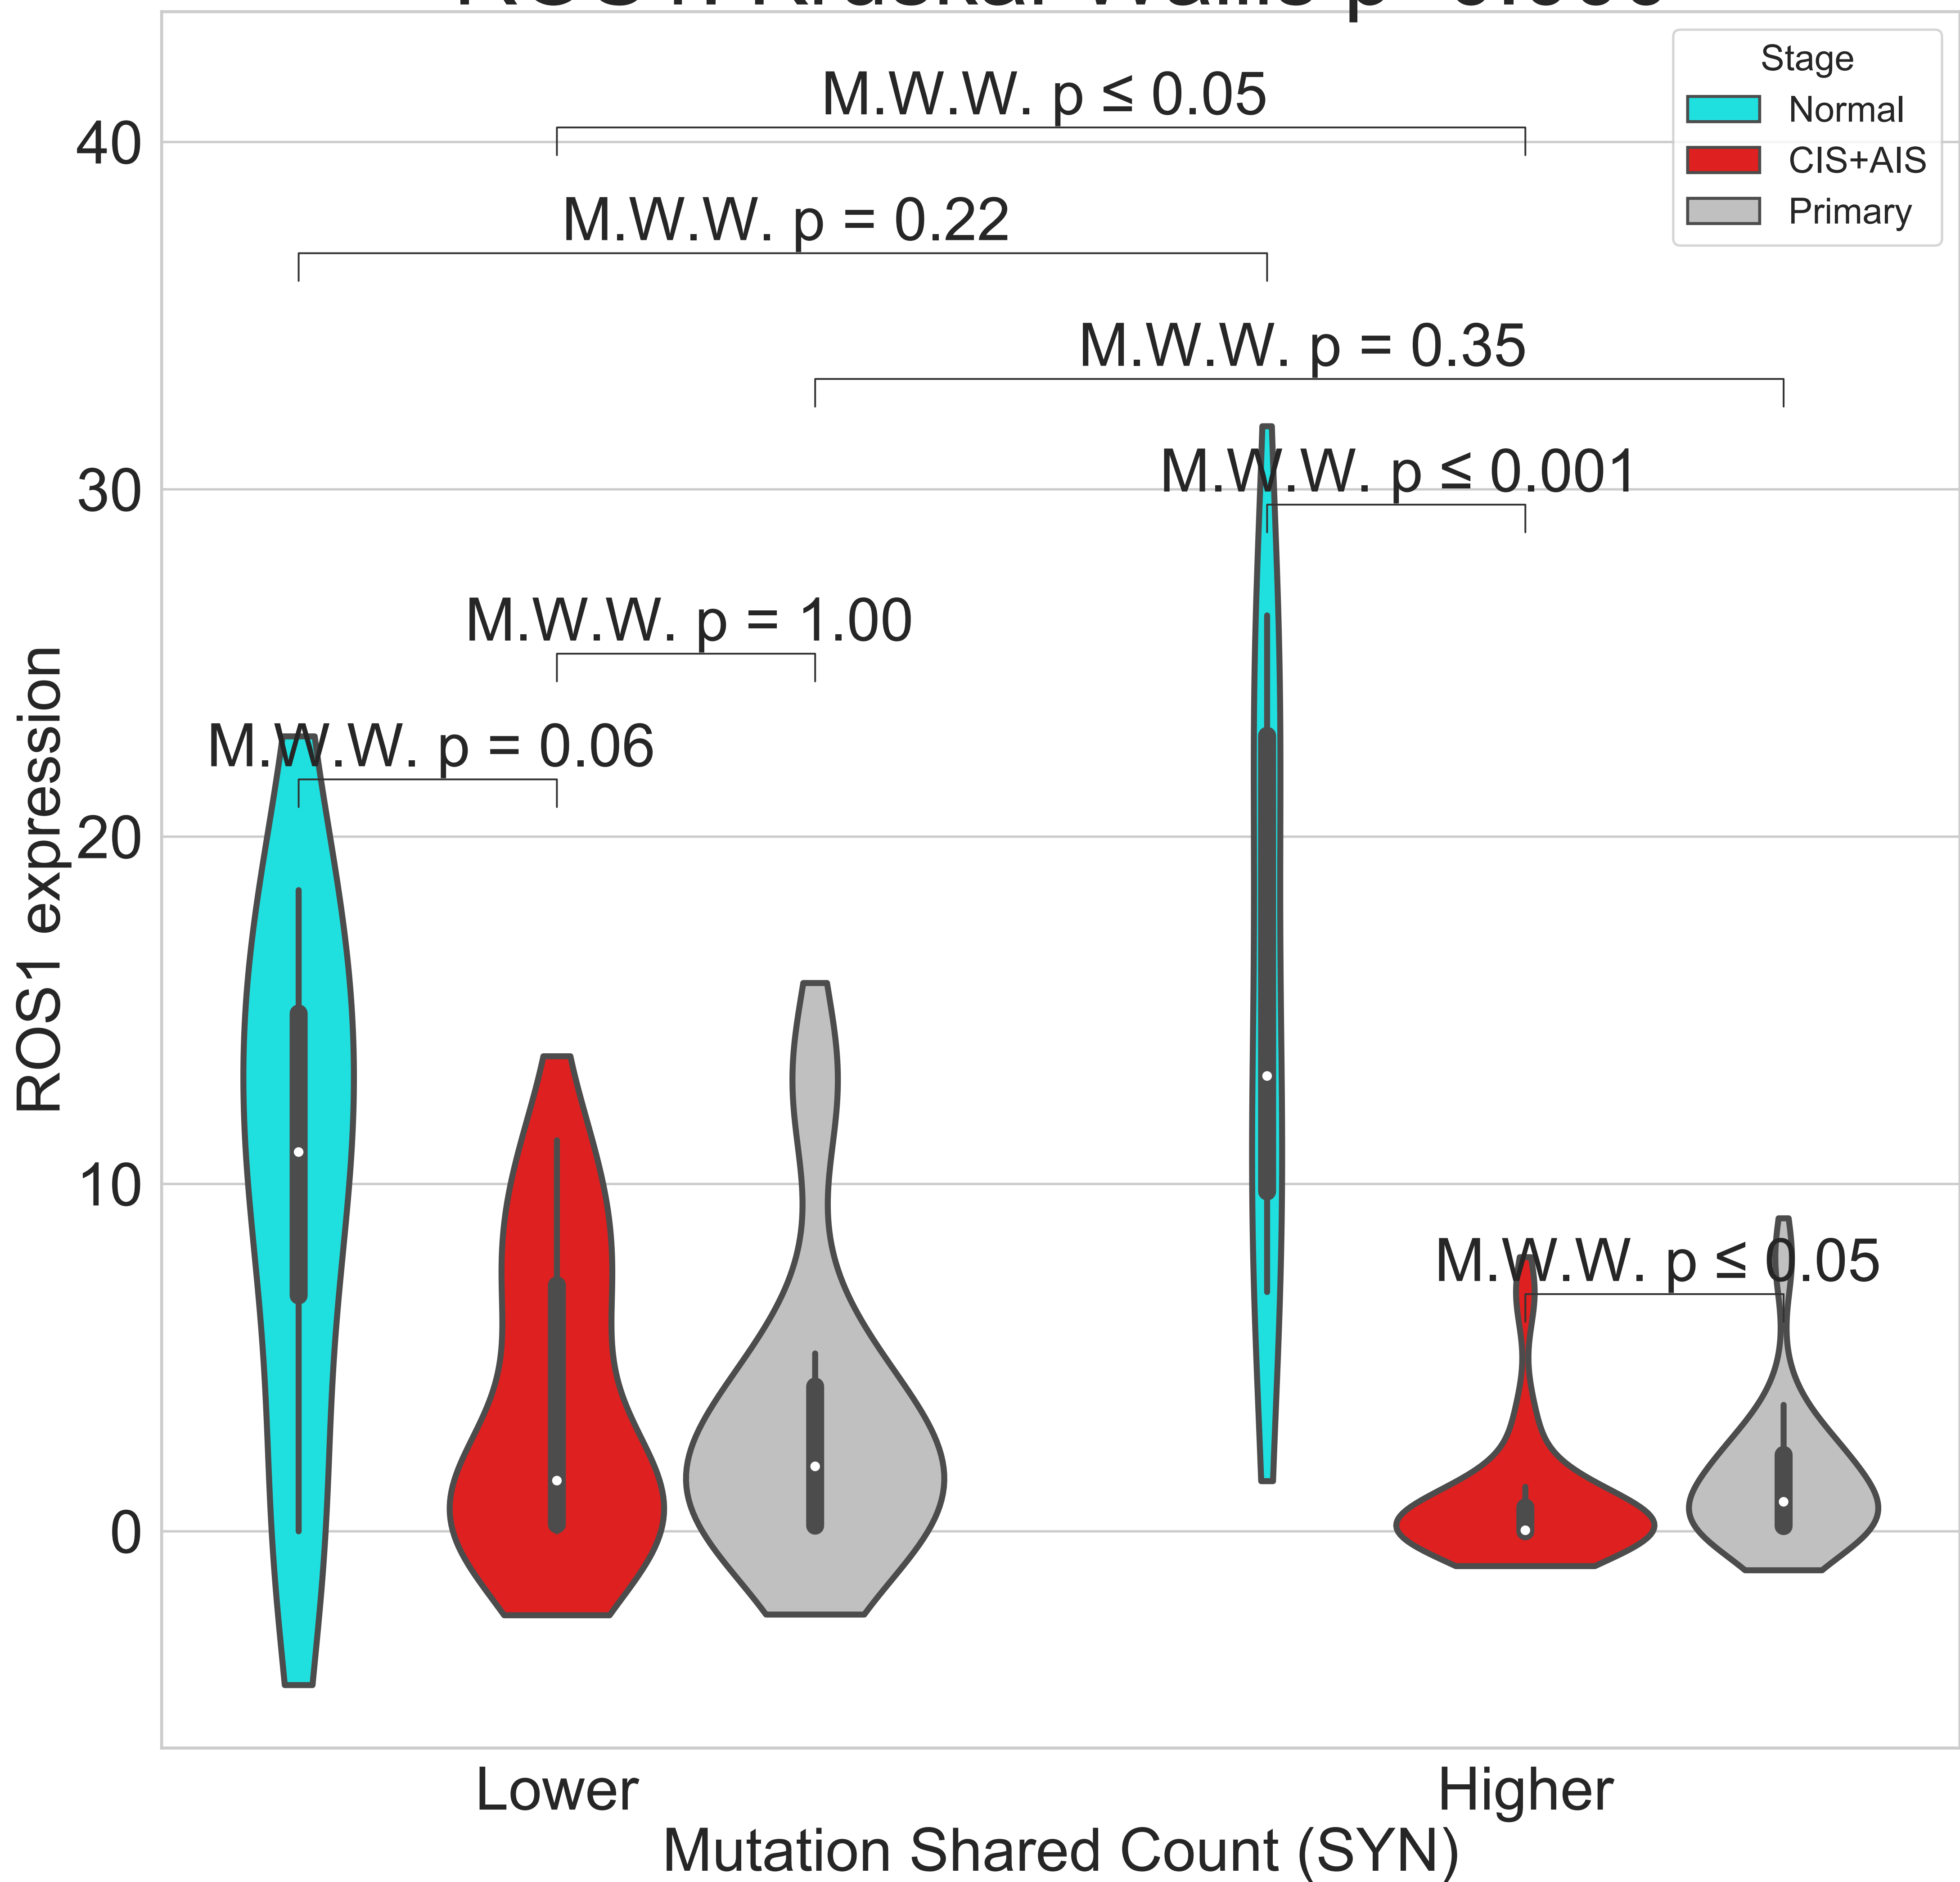 Stage
Normal
CIS+AIS
Primary
M.W.W. p ≤ 0.05
M.W.W. p = 0.22
M.W.W. p = 0.35
M.W.W. p ≤ 0.001
M.W.W. p = 1.00
M.W.W. p = 0.06
M.W.W. p ≤ 0.05
40
30
20
10
0
ROS1 expression
Lower
Higher
Mutation Shared Count (SYN)